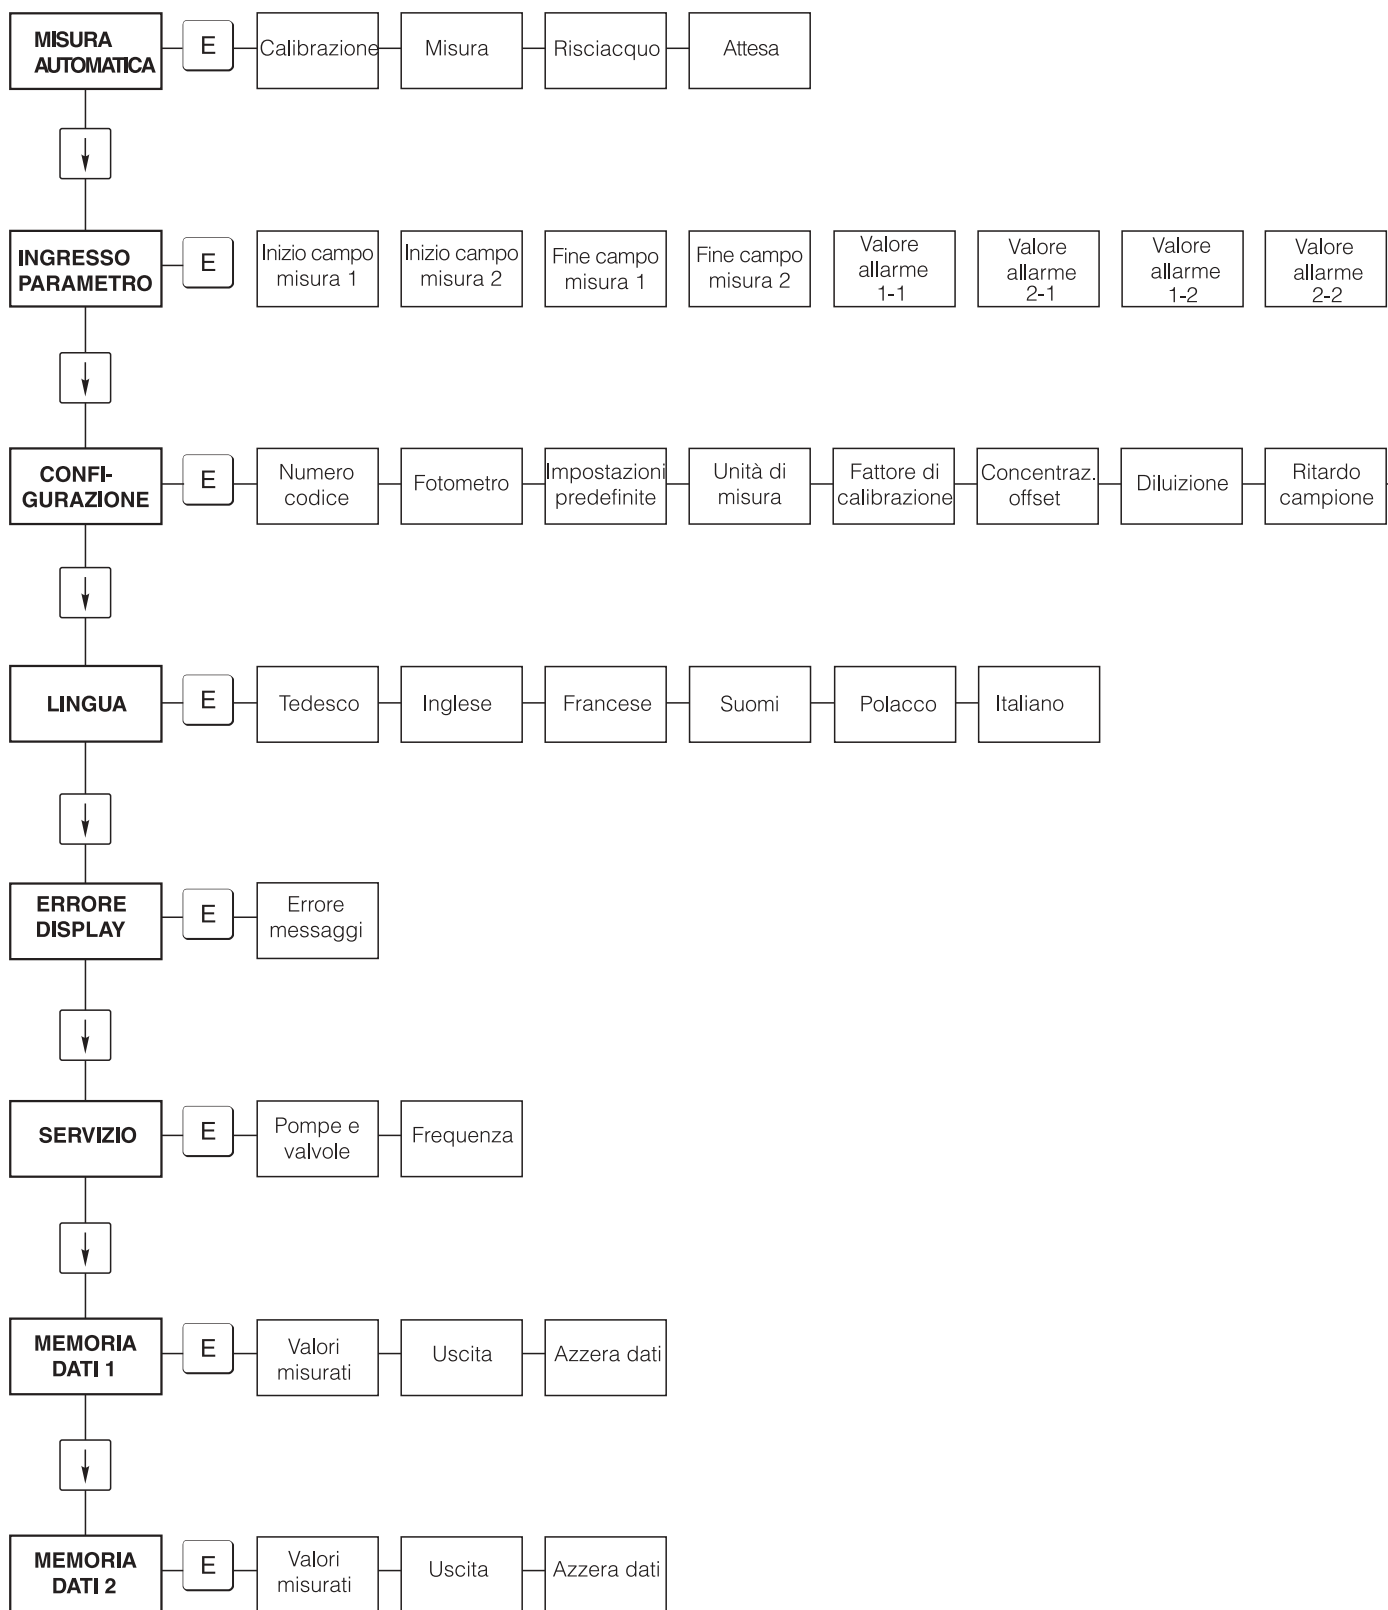 MISURA
AUTOMATICA
E
Calibrazione
Misura
Risciacquo
Attesa
INGRESSO
PARAMETRO
E
Inizio campo
misura 1
Inizio campo
misura 2
Fine campo
misura 1
Fine campo
misura 2
Valore
allarme
1-1
Valore
allarme
2-1
Valore
allarme
1-2
Valore
allarme
2-2
CONFI-
GURAZIONE
E
Numero
codice
Fotometro
Impostazioni
predefinite
Unità di
misura
Fattore di
calibrazione
Concentraz.
offset
Diluizione
Ritardo
campione
LINGUA
E
Tedesco
Inglese
Francese
Suomi
Polacco
Italiano
ERRORE
DISPLAY
E
Errore
messaggi
SERVIZIO
E
Pompe e
valvole
Frequenza
MEMORIA
DATI 1
E
Valori
misurati
Uscita
Azzera dati
MEMORIA
DATI 2
E
Valori
misurati
Uscita
Azzera dati